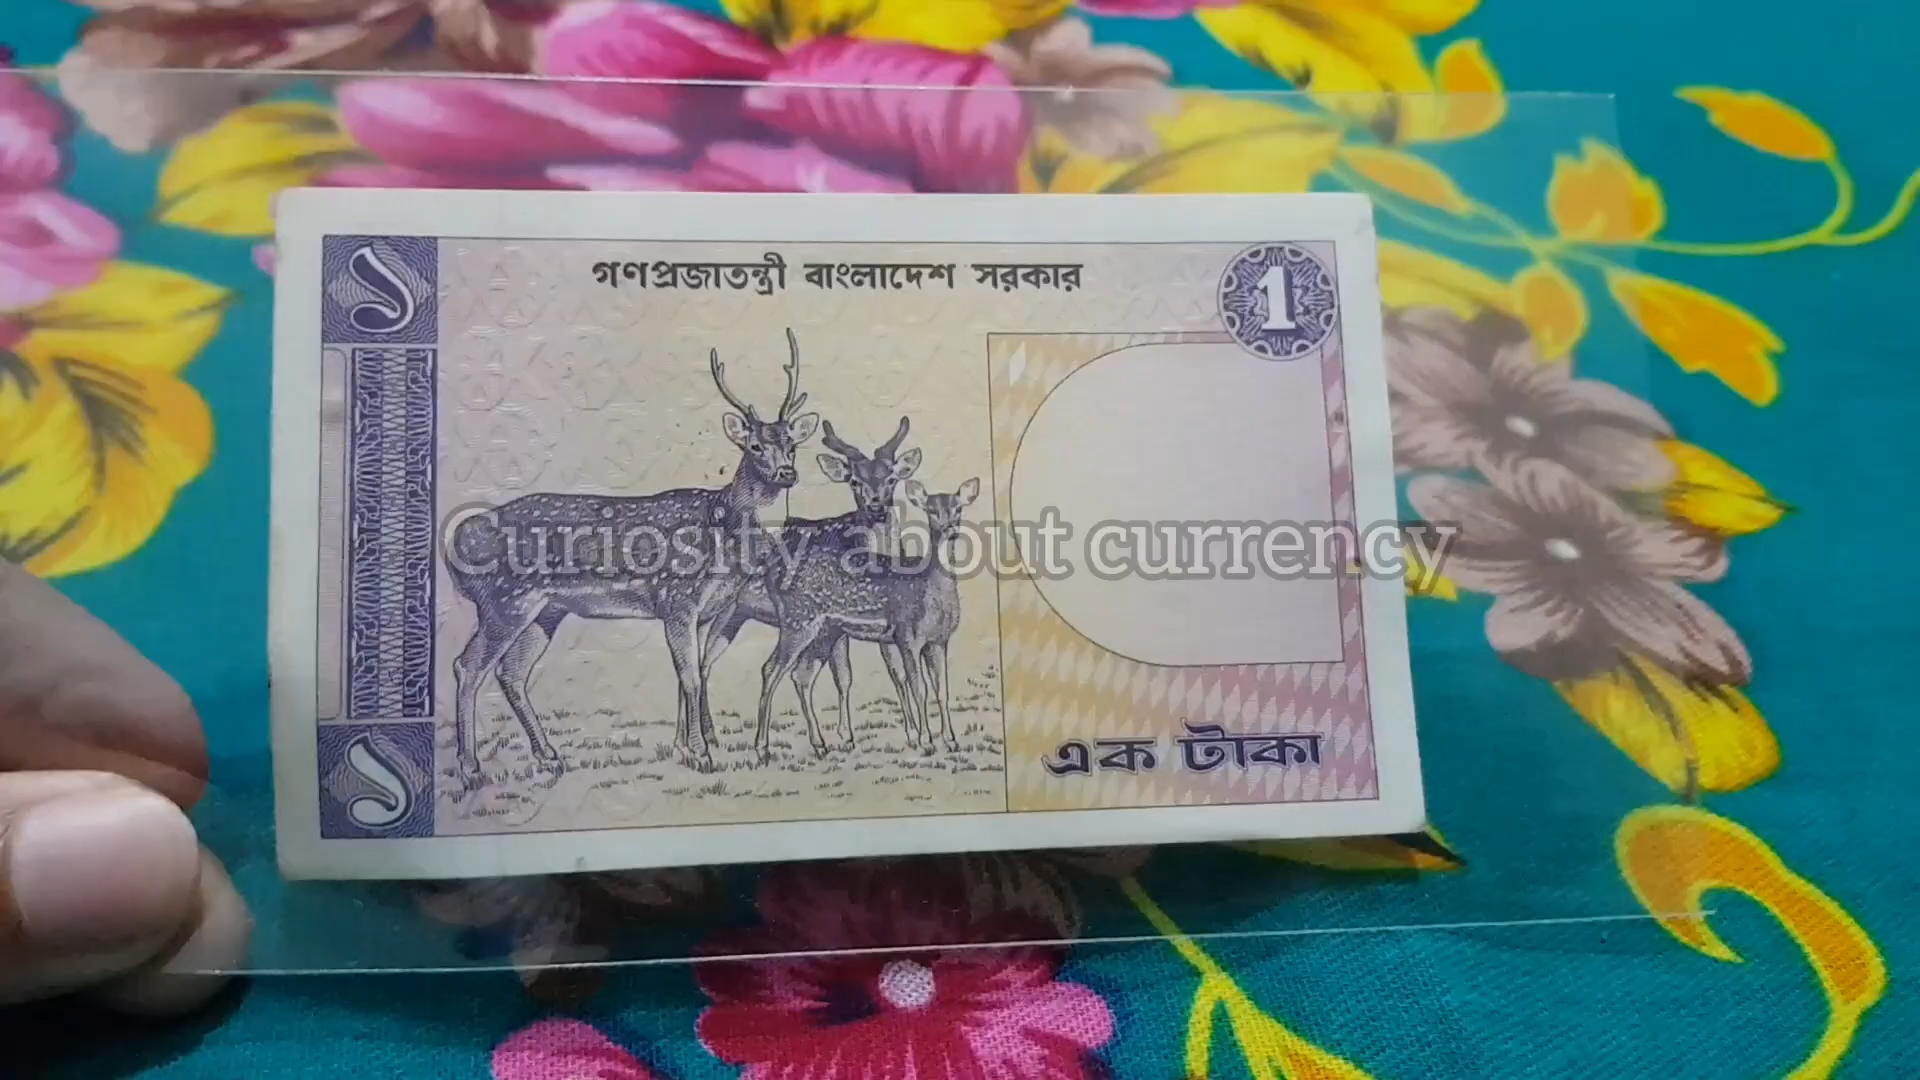 ১
গণপ্রজাতন্ত্রী বাংলাদেশ সরকার
1
Curiosity about currency
১
এক টাকা